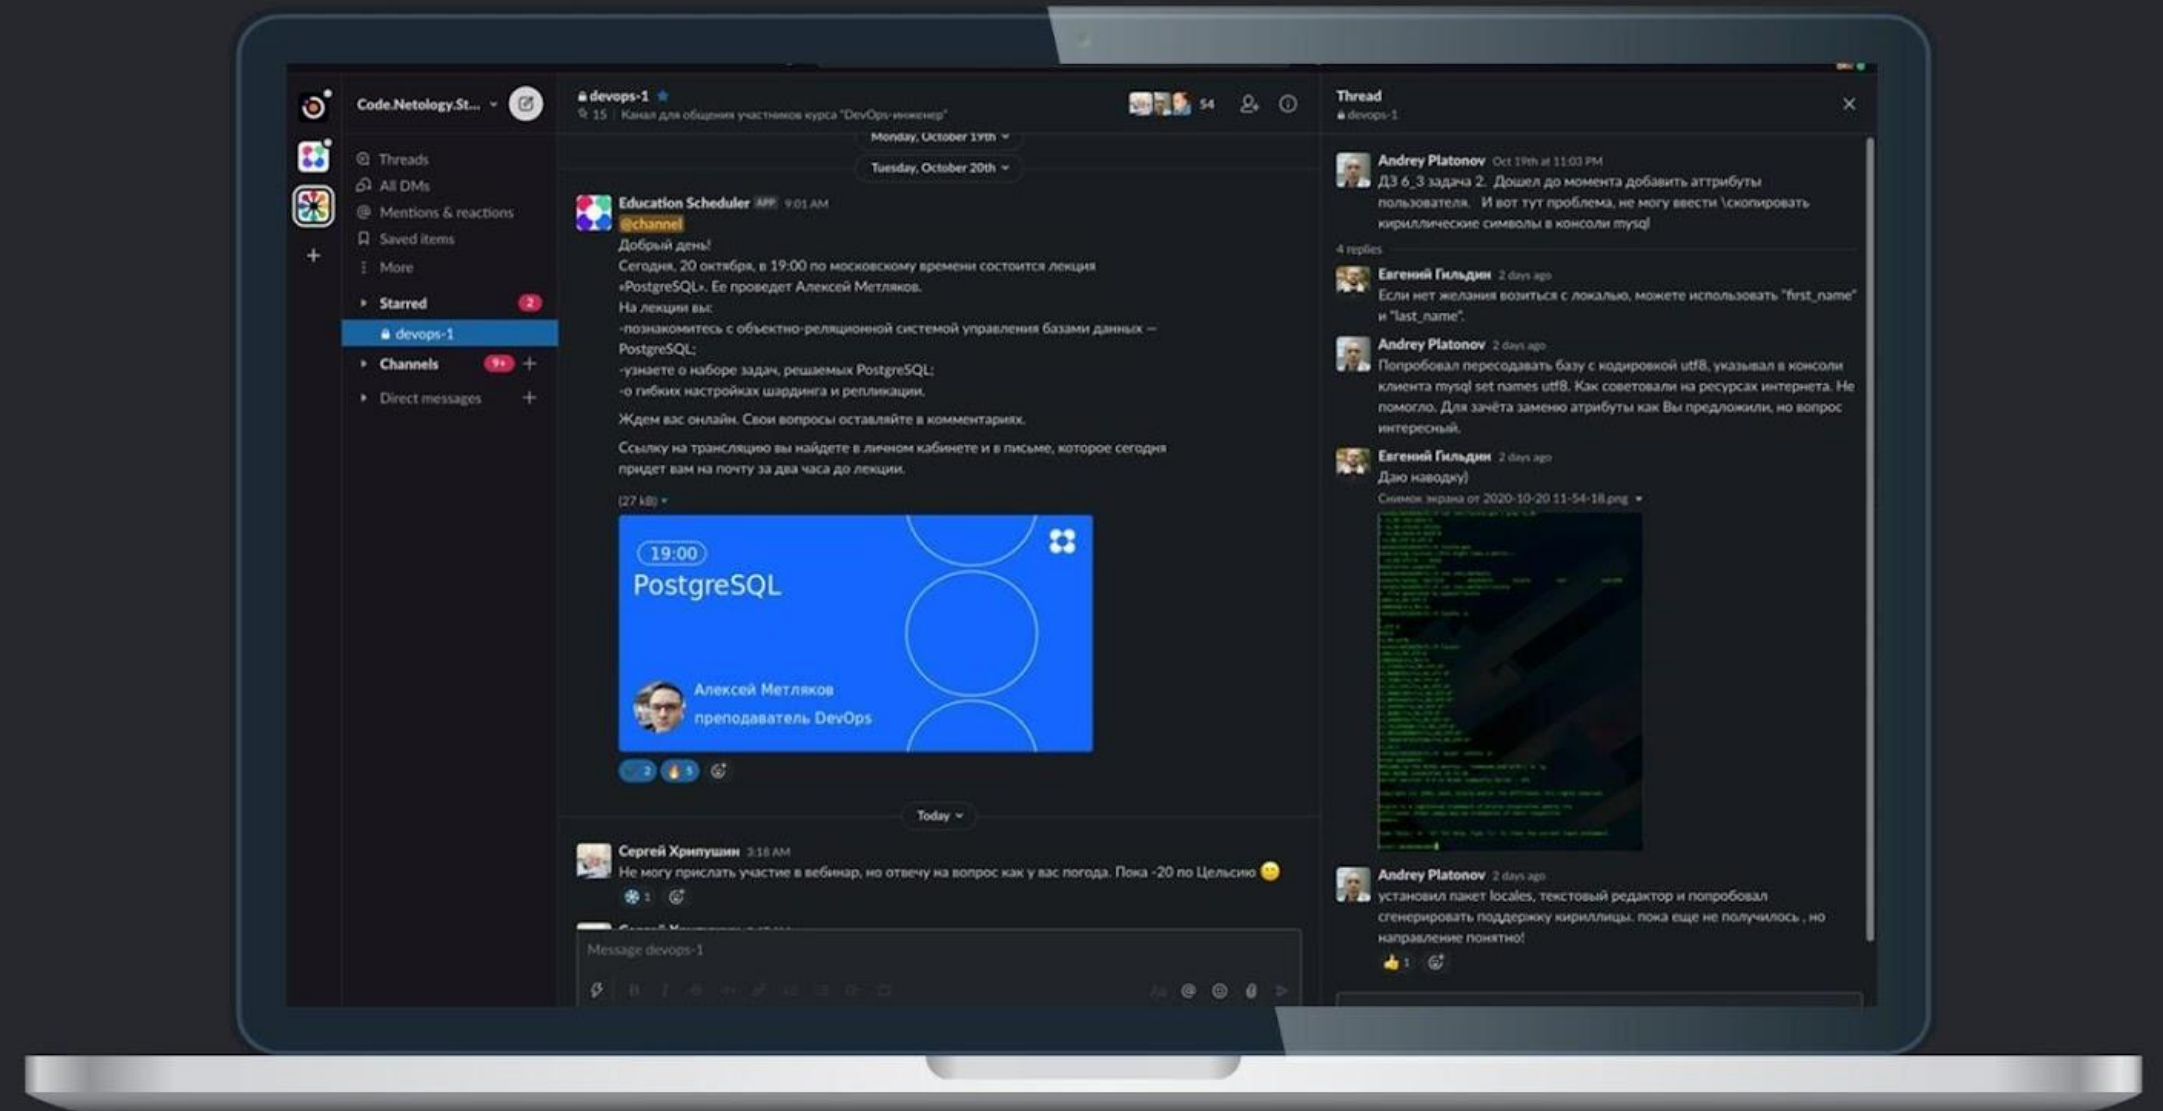 Code.Netology.St...
Threads
All DMs
Mentions & reactions
Saved items
More
Starred 2
devops-1
Channels 9+
Direct messages
devops-1
15 | Канал для общения участников курса "DevOps-инженер"
54
Monday, October 19th
Tuesday, October 20th
Education Scheduler APP 9:01 AM
@channel
Добрый день!
Сегодня, 20 октября, в 19:00 по московскому времени состоится лекция
«PostgreSQL». Ее проведет Алексей Метляков.
На лекции вы:
-познакомитесь с объектно-реляционной системой управления базами данных —
PostgreSQL;
-узнаете о наборе задач, решаемых PostgreSQL;
-о гибких настройках шардинга и репликации.
Ждем вас онлайн. Свои вопросы оставляйте в комментариях.
Ссылку на трансляцию вы найдете в личном кабинете и в письме, которое сегодня
придет вам на почту за два часа до лекции.
(27 kB)
19:00
PostgreSQL
Алексей Метляков
преподаватель DevOps
2 5
Today
Сергей Хрипушин 3:18 AM
Не могу прислать участие в вебинар, но отвечу на вопрос как у вас погода. Пока -20 по Цельсию
1
Message devops-1
Thread
devops-1
Andrey Platonov Oct 19th at 11:03 PM
ДЗ 6_3 задача 2. Дошел до момента добавить аттрибуты
пользователя. И вот тут проблема, не могу ввести \скопировать
кириллические символы в консоли mysql
4 replies
Евгений Гильдин 2 days ago
Если нет желания возиться с локалью, можете использовать "first_name"
и "last_name".
Andrey Platonov 2 days ago
Попробовал пересодавать базу с кодировкой utf8, указывал в консоли
клиента mysql set names utf8. Как советовали на ресурсах интернета. Не
помогло. Для зачёта заменю атрибуты как Вы предложили, но вопрос
интересный.
Евгений Гильдин 2 days ago
Даю наводку)
Снимок экрана от 2020-10-20 11-54-18.png
Andrey Platonov 2 days ago
установил пакет locales, текстовый редактор и попробовал
сгенерировать поддержку кириллицы. пока еще не получилось , но
направление понятно!
1